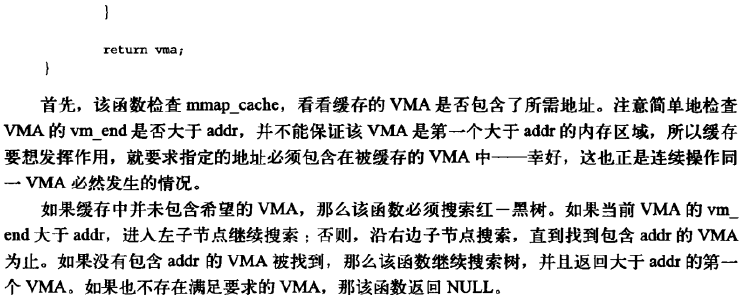 }
return vma;
}
首先，该函数检查 mmap_cache，看看缓存的 VMA 是否包含了所需地址。注意简单地检查
VMA 的 vm_end 是否大于 addr，并不能保证该 VMA 是第一个大于 addr 的内存区域，所以缓存
要想发挥作用，就要求指定的地址必须包含在被缓存的 VMA 中——幸好，这也正是连续操作同
一 VMA 必然发生的情况。
如果缓存中并未包含希望的 VMA，那么该函数必须搜索红—黑树。如果当前 VMA 的 vm_
end 大于 addr，进入左子节点继续搜索；否则，沿右边子节点搜索，直到找到包含 addr 的 VMA
为止。如果没有包含 addr 的 VMA 被找到，那么该函数继续搜索树，并且返回大于 addr 的第一
个 VMA。如果也不存在满足要求的 VMA，那该函数返回 NULL。